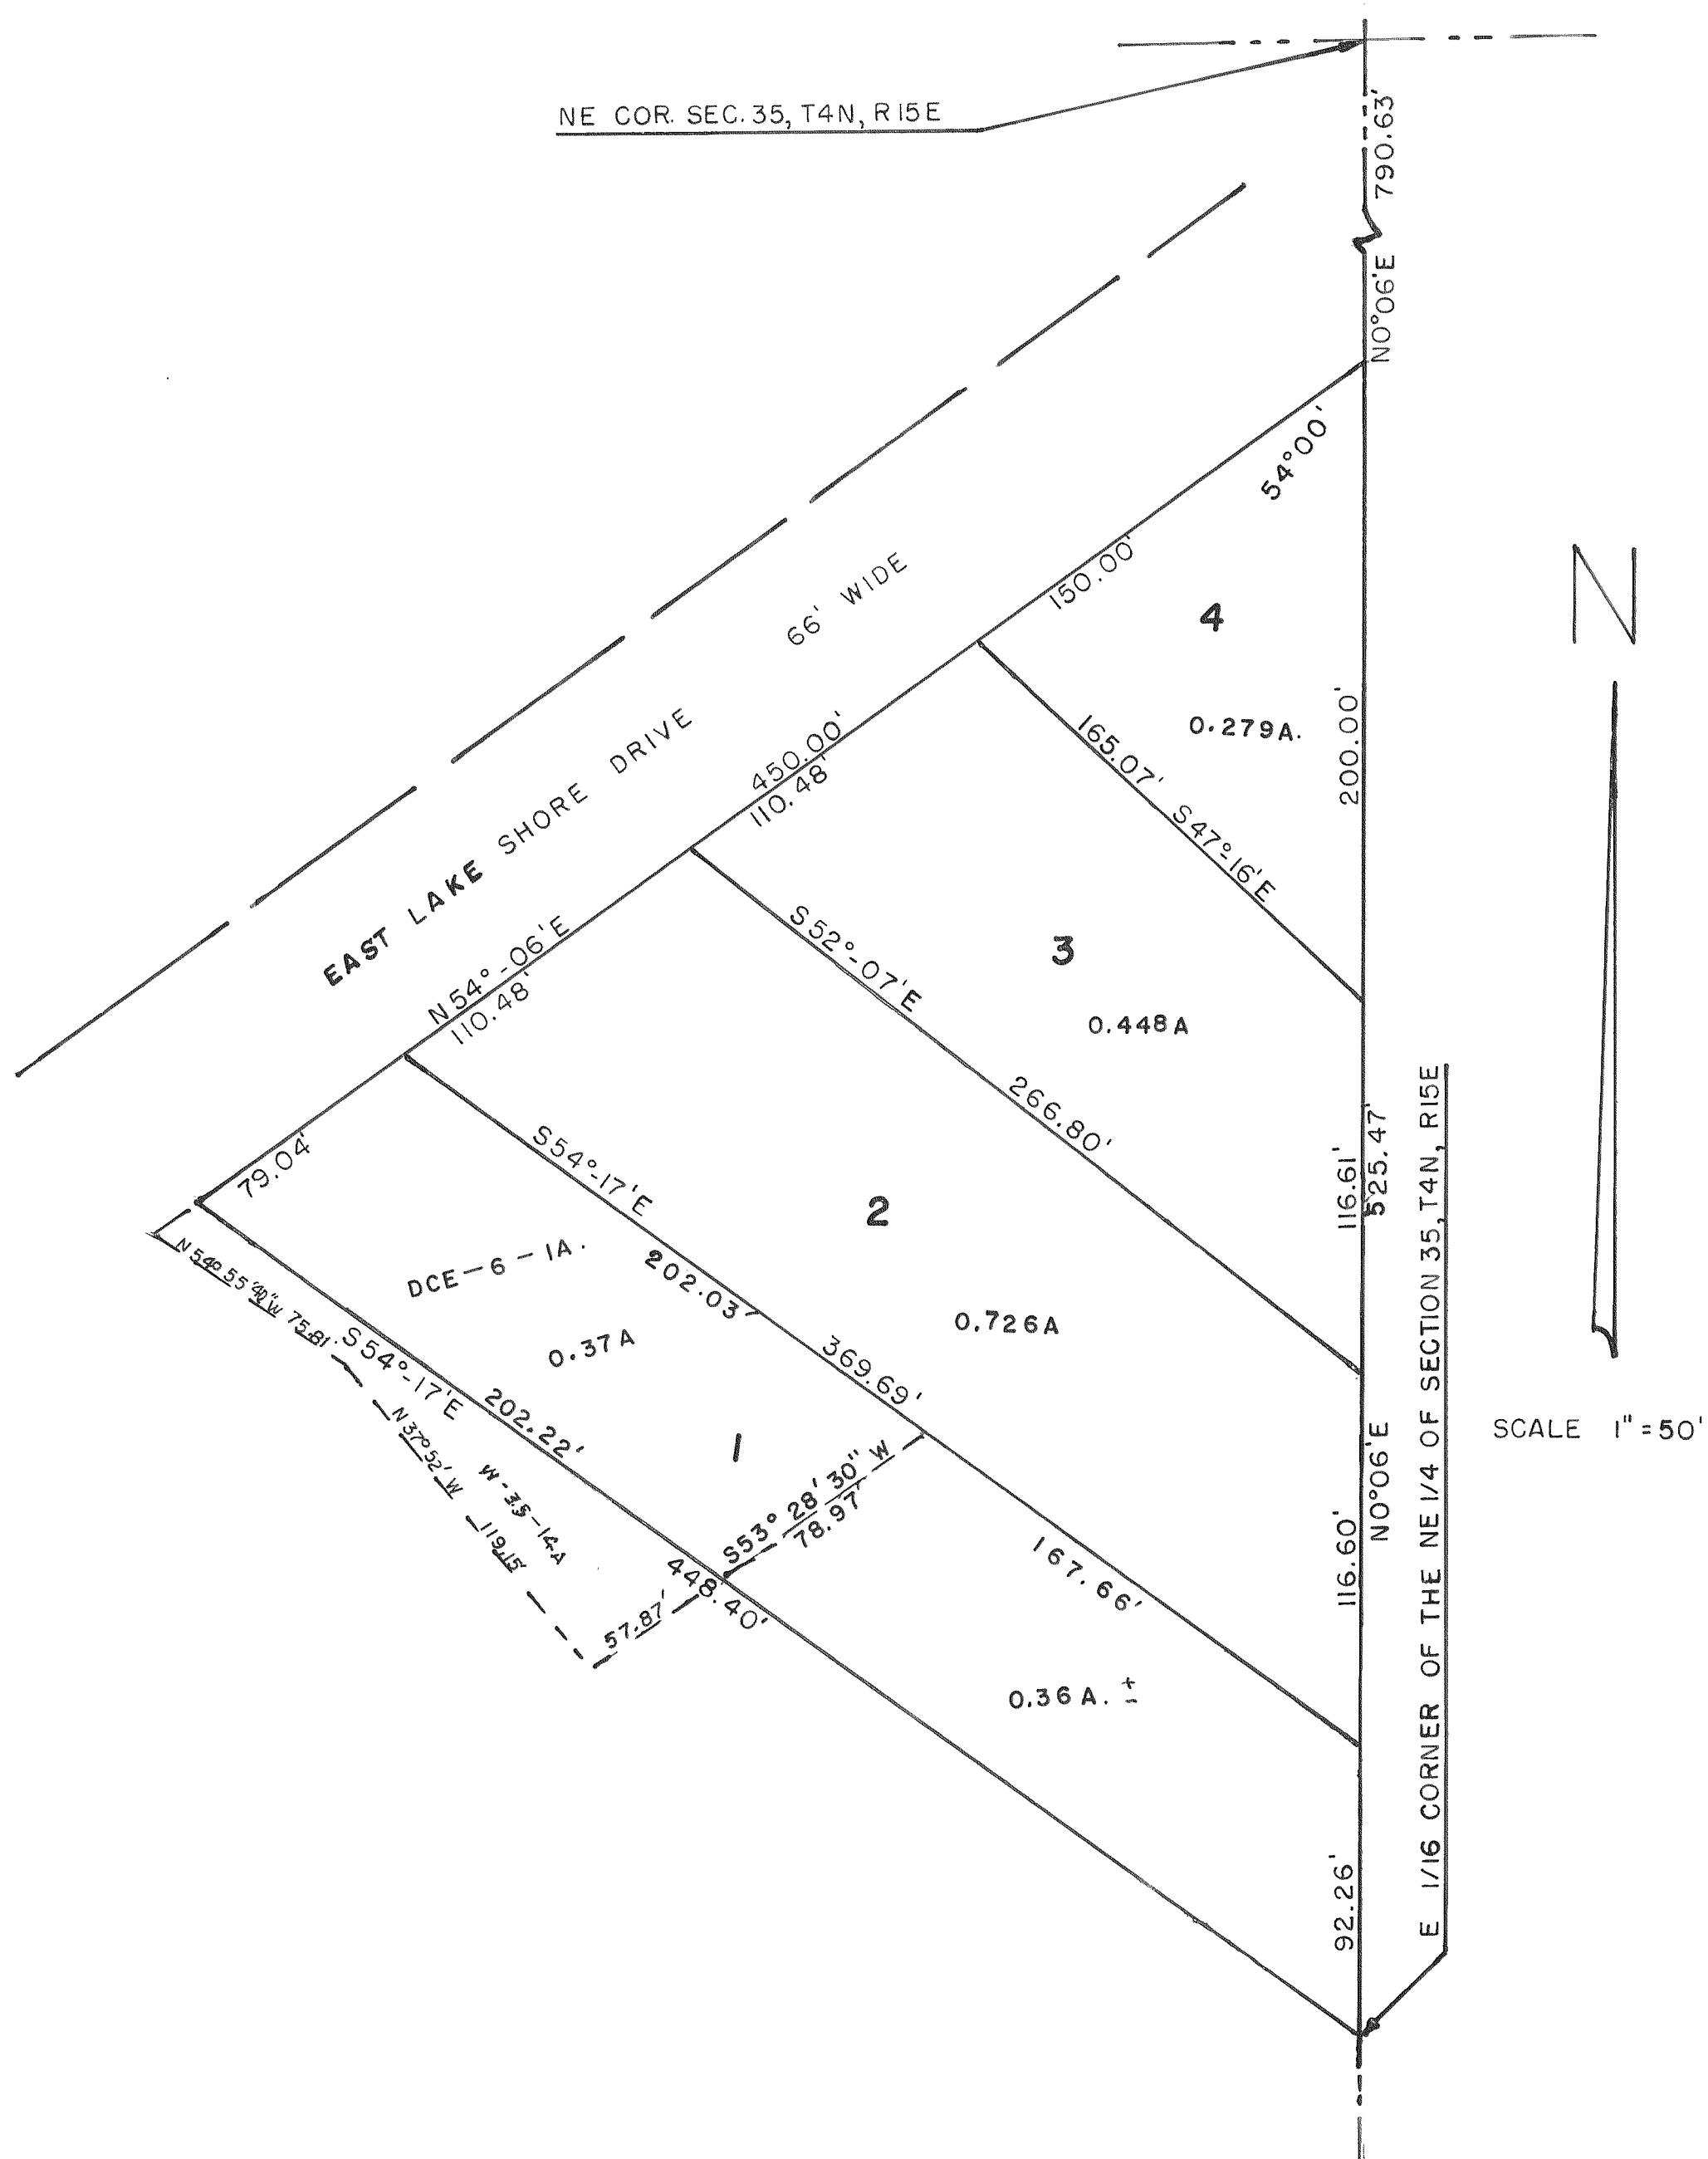 NE COR. SEC. 35, T4N, R15E
790.63'
N0°06'E
54°00'
66' WIDE
150.00'
4
N
0.279A.
165.07' S47°-16'E
200.00'
EAST LAKE SHORE DRIVE
450.00'
110.48'
N54°-06'E
110.48'
S52°-07'E
266.80'
3
0.448A
116.61'
525.47'
E 1/16 CORNER OF THE NE 1/4 OF SECTION 35, T4N, R15E
79.04'
S54°-17'E
2
0.726A
202.03'
369.69'
DCE-6-1A.
0.37A
N54° 55' 40" W 75.81'
S54°-17'E
202.22'
SCALE 1"=50'
1
N0°06'E
N37°52'W
119.15'
W-35-14A
S53° 28' 30" W
78.97'
116.60'
167.66'
448.40'
57.87'
0.36A. ±
92.26'